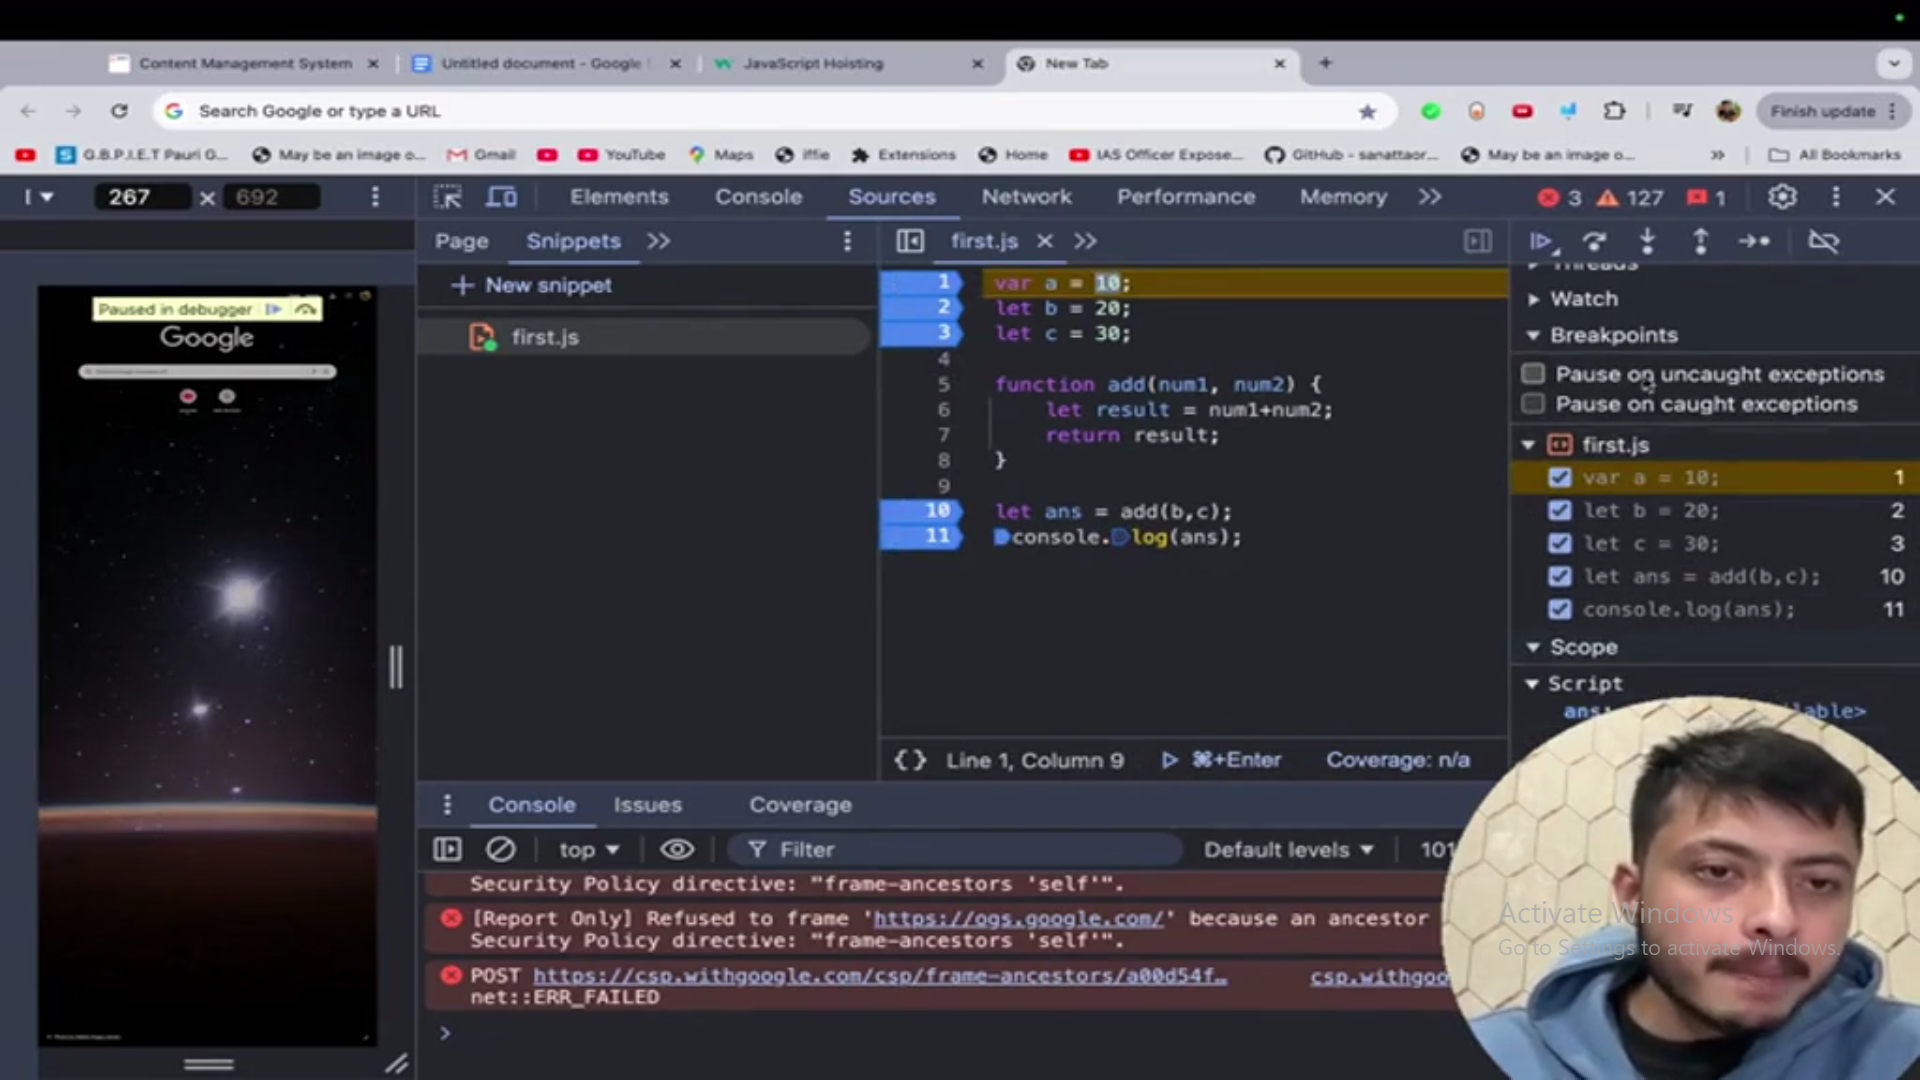 Content Management System
Untitled document - Google
JavaScript Hoisting
New Tab
Search Google or type a URL
Finish update
G.B.P.I.E.T Pauri G...
May be an image o...
Gmail
YouTube
Maps
iffie
Extensions
Home
IAS Officer Expose...
GitHub - sanattaor...
May be an image o...
All Bookmarks
267 × 692
Elements
Console
Sources
Network
Performance
Memory
3
127
1
Page
Snippets
first.js
New snippet
first.js
Paused in debugger
Google
1 var a = 10;
2 let b = 20;
3 let c = 30;
4
5 function add(num1, num2) {
6 let result = num1+num2;
7 return result;
8 }
9
10 let ans = add(b,c);
11 console.log(ans);
{} Line 1, Column 9
⌘+Enter
Coverage: n/a
Threads
Watch
Breakpoints
Pause on uncaught exceptions
Pause on caught exceptions
first.js
var a = 10; 1
let b = 20; 2
let c = 30; 3
let ans = add(b,c); 10
console.log(ans); 11
Scope
Script
ans:
Console
Issues
Coverage
top
Filter
Default levels
101
Security Policy directive: "frame-ancestors 'self'".
[Report Only] Refused to frame 'https://ogs.google.com/' because an ancestor
Security Policy directive: "frame-ancestors 'self'".
POST https://csp.withgoogle.com/csp/frame-ancestors/a00d54f… csp.withgoo
net::ERR_FAILED
>
Activate Windows
Go to Settings to activate Windows.